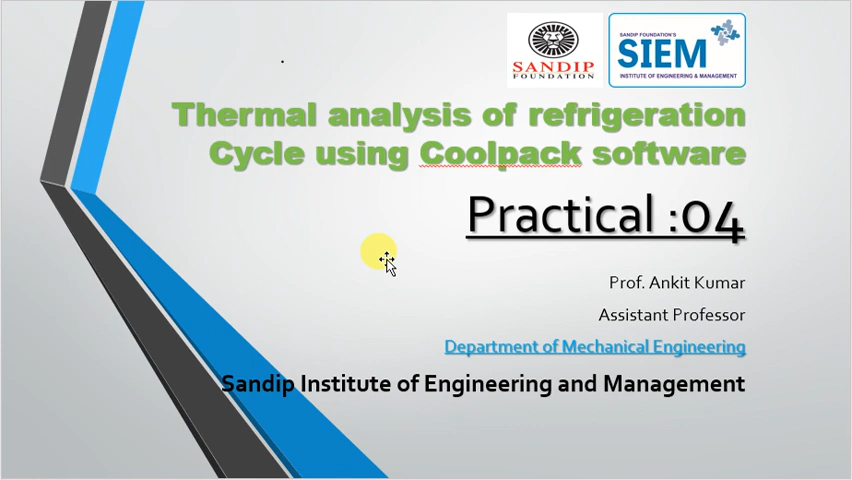 SANDIP
FOUNDATION
SANDIP FOUNDATION'S
SIEM
INSTITUTE OF ENGINEERING & MANAGEMENT
Thermal analysis of refrigeration
Cycle using Coolpack software
Practical :04
Prof. Ankit Kumar
Assistant Professor
Department of Mechanical Engineering
Sandip Institute of Engineering and Management